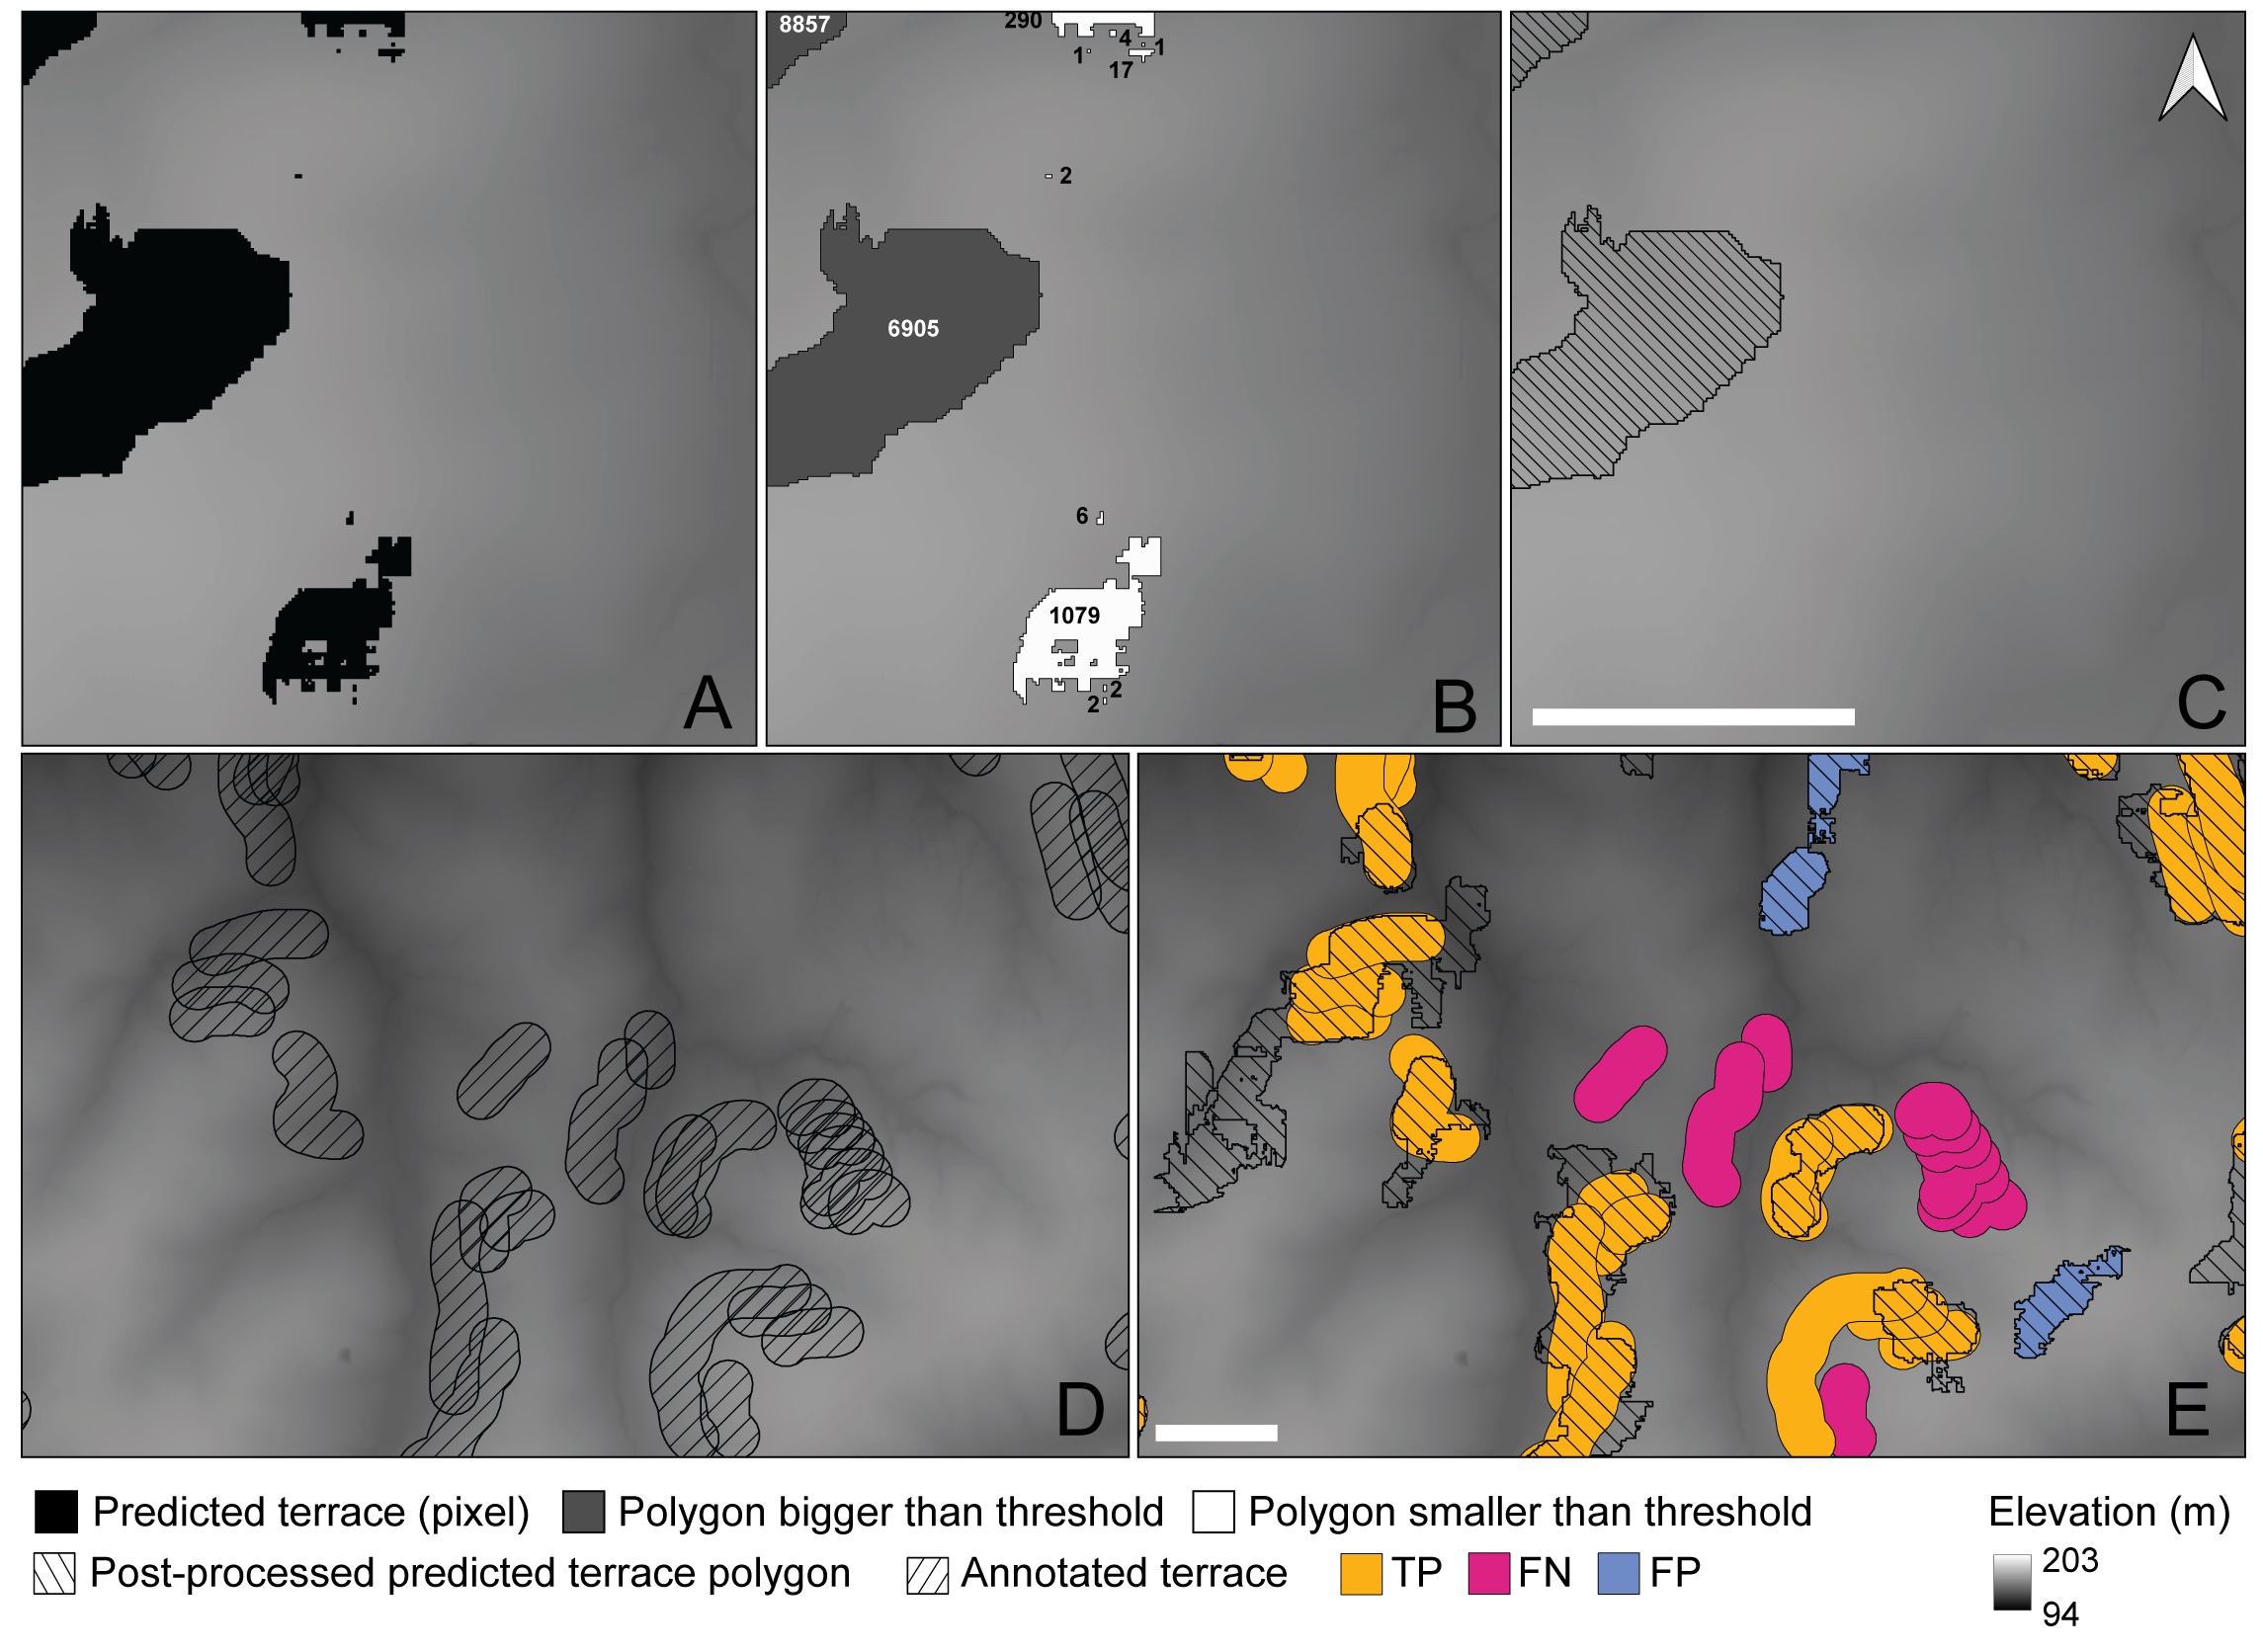 8857
290
4
1
1
17
2
6905
6
1079
2
2
A
B
C
D
E
Predicted terrace (pixel)
Polygon bigger than threshold
Polygon smaller than threshold
Elevation (m)
Post-processed predicted terrace polygon
Annotated terrace
TP
FN
FP
203
94